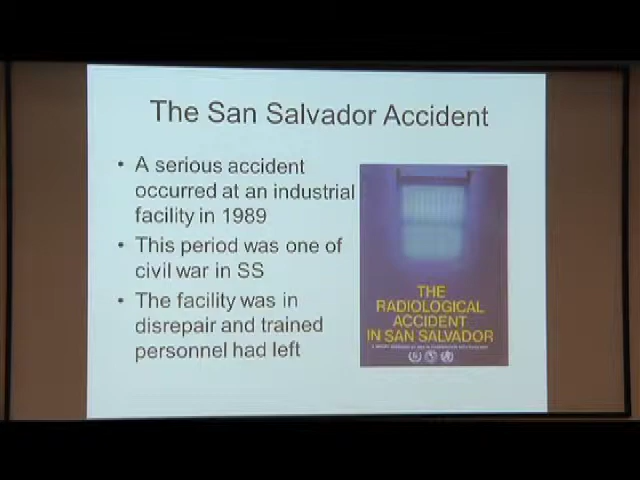 The San Salvador Accident
• A serious accident
occurred at an industrial
facility in 1989
• This period was one of
civil war in SS
• The facility was in
disrepair and trained
personnel had left
THE
RADIOLOGICAL
ACCIDENT
IN SAN SALVADOR